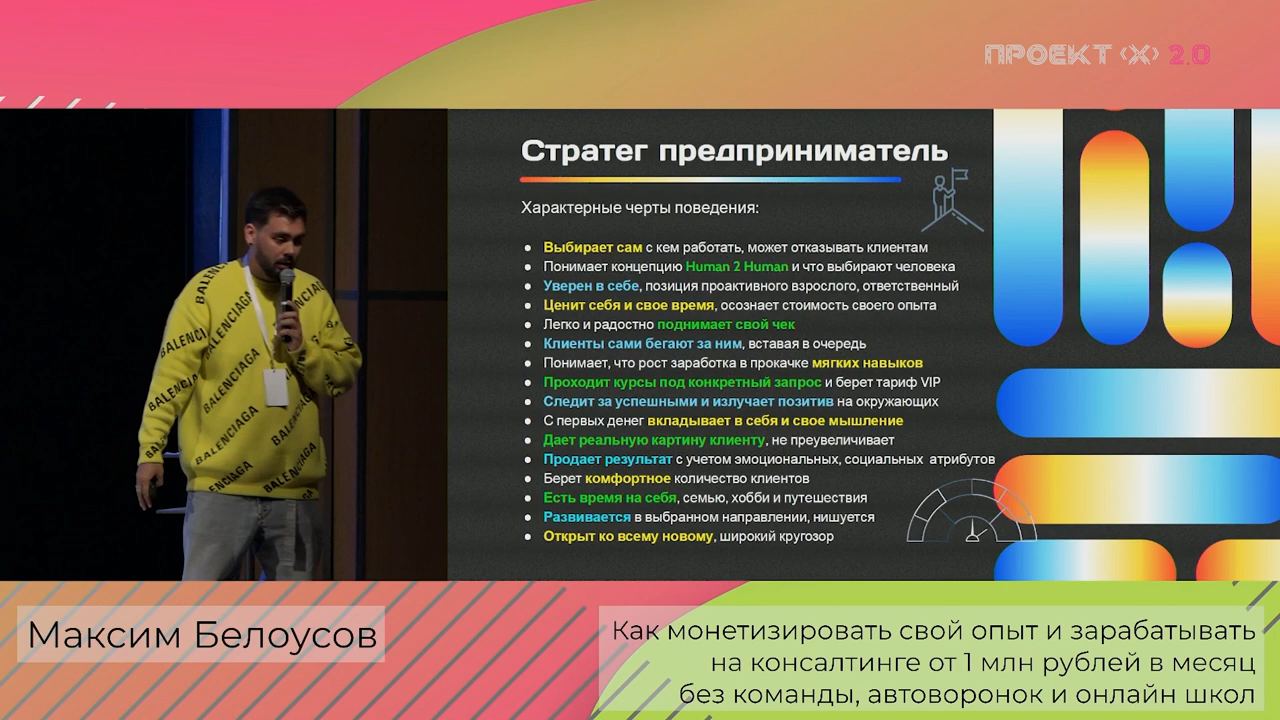 ПРОЕКТ <X> 2.0
Стратег предприниматель
Характерные черты поведения:
● Выбирает сам с кем работать, может отказывать клиентам
● Понимает концепцию Human 2 Human и что выбирают человека
● Уверен в себе, позиция проактивного взрослого, ответственный
● Ценит себя и свое время, осознает стоимость своего опыта
● Легко и радостно поднимает свой чек
● Клиенты сами бегают за ним, вставая в очередь
● Понимает, что рост заработка в прокачке мягких навыков
● Проходит курсы под конкретный запрос и берет тариф VIP
● Следит за успешными и излучает позитив на окружающих
● С первых денег вкладывает в себя и свое мышление
● Дает реальную картину клиенту, не преувеличивает
● Продает результат с учетом эмоциональных, социальных атрибутов
● Берет комфортное количество клиентов
● Есть время на себя, семью, хобби и путешествия
● Развивается в выбранном направлении, нишуется
● Открыт ко всему новому, широкий кругозор
BALENCIAGA
BALENCIAGA
BALENCIAGA
BALENCIAGA
BALENCIAGA
Максим Белоусов
Как монетизировать свой опыт и зарабатывать
на консалтинге от 1 млн рублей в месяц
без команды, автоворонок и онлайн школ